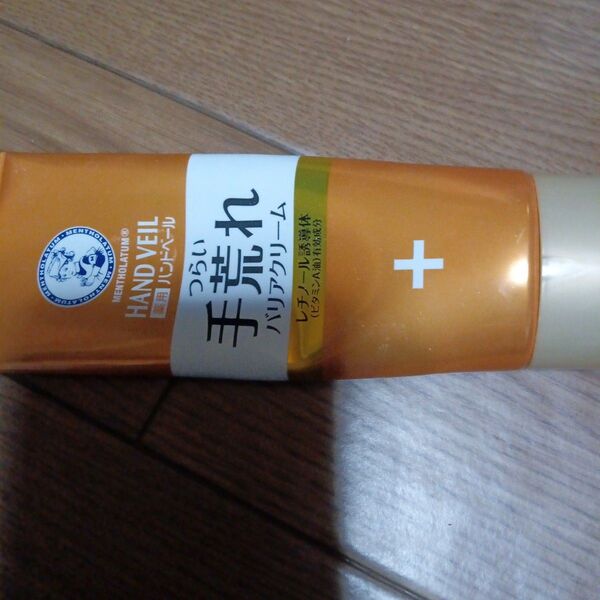 MENTHOLATUM • MENTHOLATUM • MENTHOLATUM
MENTHOLATUM®
HAND VEIL
薬用 ハンドベール
つらい
手荒れ
バリアクリーム
レチノール誘導体
(ビタミンA油)有効成分